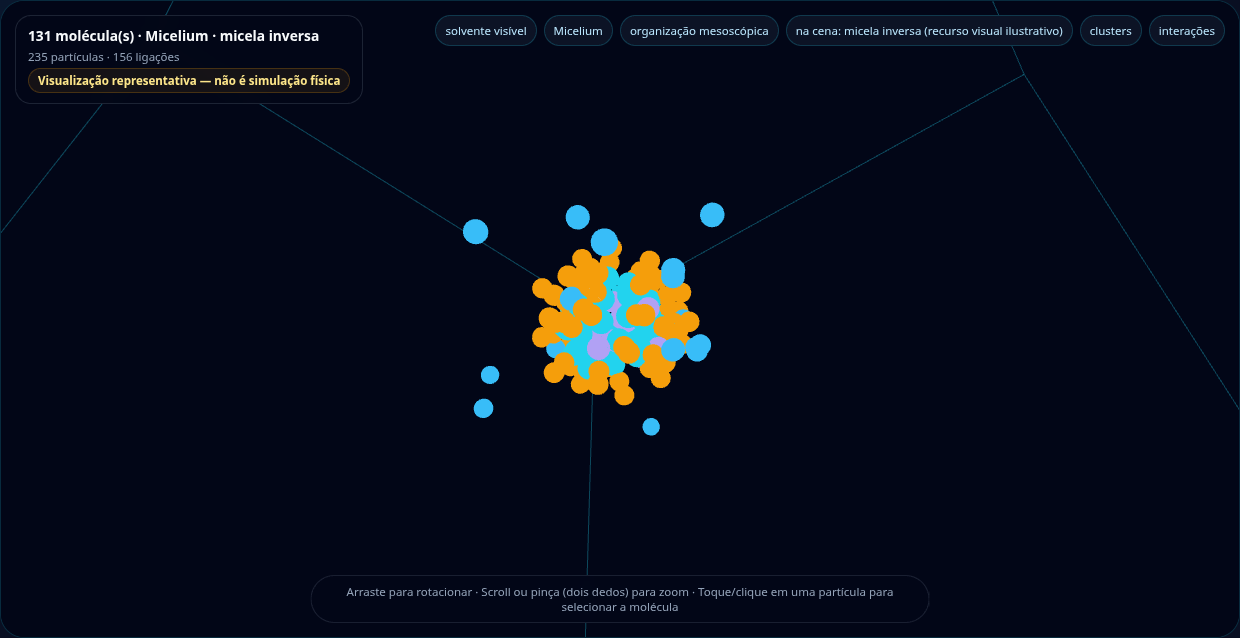 131 molécula(s) · Micelium · micela inversa
235 partículas · 156 ligações
Visualização representativa — não é simulação física
solvente visível
Micelium
organização mesoscópica
na cena: micela inversa (recurso visual ilustrativo)
clusters
interações
Arraste para rotacionar · Scroll ou pinça (dois dedos) para zoom · Toque/clique em uma partícula para
selecionar a molécula